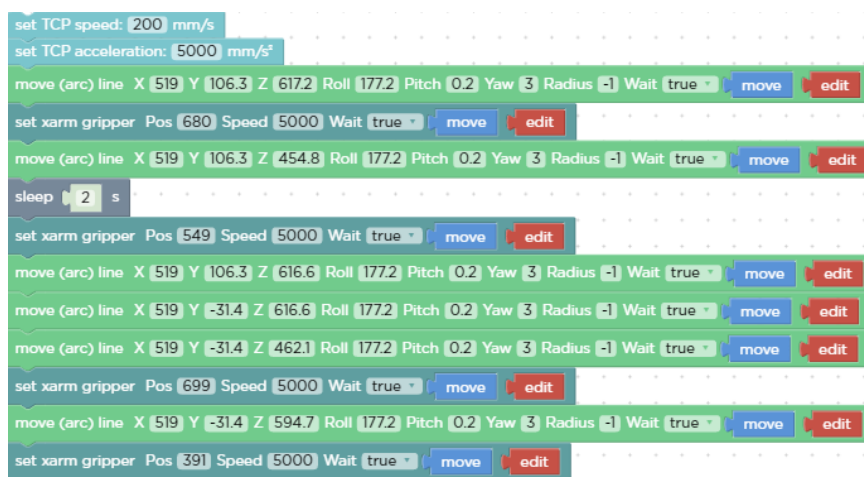 set TCP speed: 200 mm/s
set TCP acceleration: 5000 mm/s²
move (arc) line X 519 Y 106.3 Z 617.2 Roll 177.2 Pitch 0.2 Yaw 3 Radius -1 Wait true move edit
set xarm gripper Pos 680 Speed 5000 Wait true move edit
move (arc) line X 519 Y 106.3 Z 454.8 Roll 177.2 Pitch 0.2 Yaw 3 Radius -1 Wait true move edit
sleep 2 s
set xarm gripper Pos 549 Speed 5000 Wait true move edit
move (arc) line X 519 Y 106.3 Z 616.6 Roll 177.2 Pitch 0.2 Yaw 3 Radius -1 Wait true move edit
move (arc) line X 519 Y -31.4 Z 616.6 Roll 177.2 Pitch 0.2 Yaw 3 Radius -1 Wait true move edit
move (arc) line X 519 Y -31.4 Z 462.1 Roll 177.2 Pitch 0.2 Yaw 3 Radius -1 Wait true move edit
set xarm gripper Pos 699 Speed 5000 Wait true move edit
move (arc) line X 519 Y -31.4 Z 594.7 Roll 177.2 Pitch 0.2 Yaw 3 Radius -1 Wait true move edit
set xarm gripper Pos 391 Speed 5000 Wait true move edit